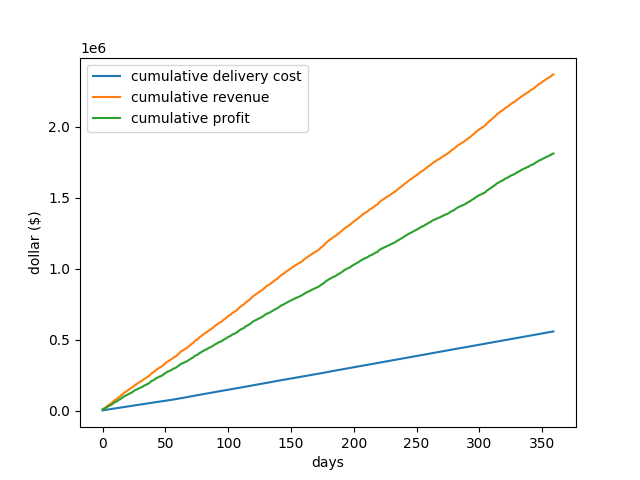 1e6
cumulative delivery cost
cumulative revenue
cumulative profit
2.0
1.5
1.0
0.5
0.0
dollar ($)
0 50 100 150 200 250 300 350
days